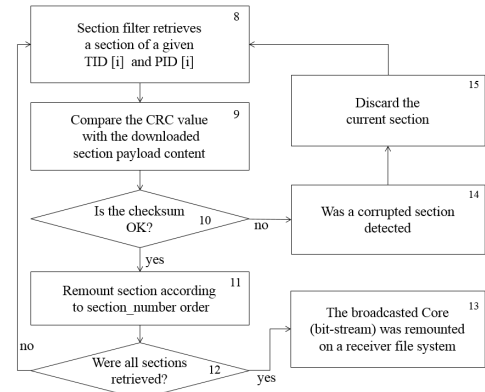 8
Section filter retrieves
a section of a given
TID [i] and PID [i]
9
Compare the CRC value
with the downloaded
section payload content
Is the checksum
OK?
10
no
yes
11
Remount section according
to section_number order
Were all sections
retrieved?
12
no
yes
13
The broadcasted Core
(bit-stream) was remounted
on a receiver file system
14
Was a corrupted section
detected
15
Discard the
current section